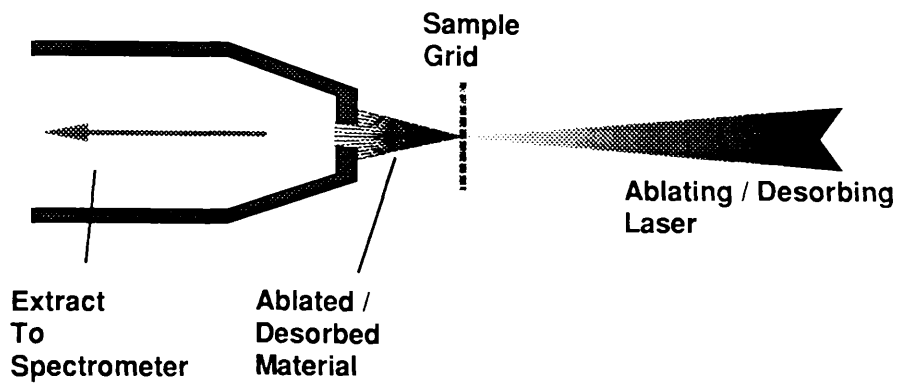 Sample
Grid
Ablating / Desorbing
Laser
Extract
To
Spectrometer
Ablated /
Desorbed
Material